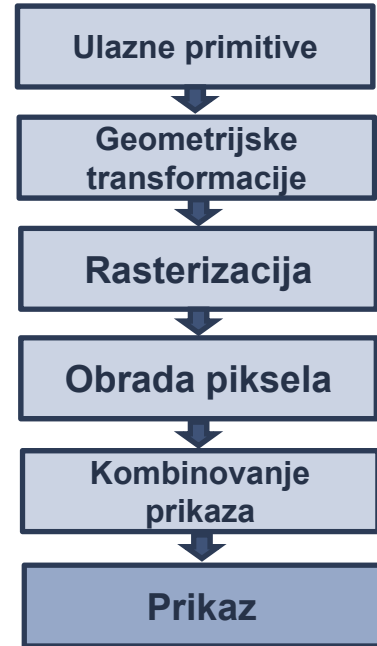 Ulazne primitive
Geometrijske
transformacije
Rasterizacija
Obrada piksela
Kombinovanje
prikaza
Prikaz